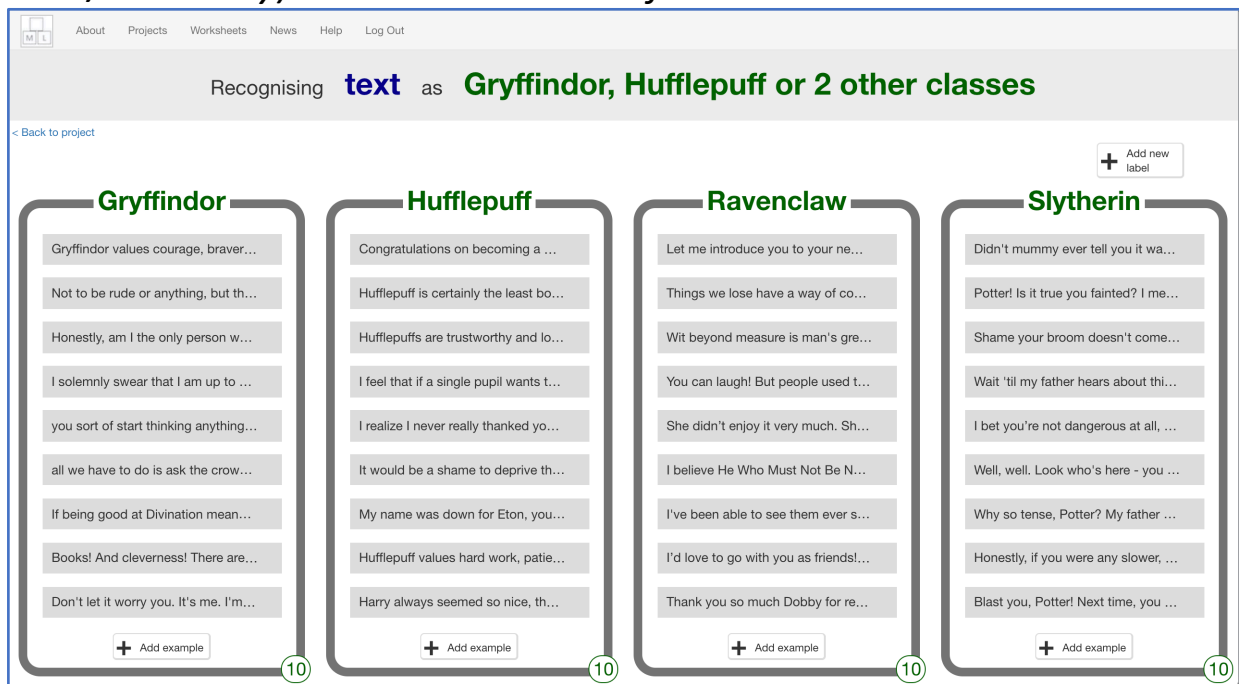 M L About Projects Worksheets News Help Log Out
Recognising text as Gryffindor, Hufflepuff or 2 other classes
< Back to project
+ Add new
label
Gryffindor
Gryffindor values courage, braver...
Not to be rude or anything, but th...
Honestly, am I the only person w...
I solemnly swear that I am up to ...
you sort of start thinking anything...
all we have to do is ask the crow...
If being good at Divination mean...
Books! And cleverness! There are...
Don't let it worry you. It's me. I'm...
+ Add example
10
Hufflepuff
Congratulations on becoming a ...
Hufflepuff is certainly the least bo...
Hufflepuffs are trustworthy and lo...
I feel that if a single pupil wants t...
I realize I never really thanked yo...
It would be a shame to deprive th...
My name was down for Eton, you...
Hufflepuff values hard work, patie...
Harry always seemed so nice, th...
+ Add example
10
Ravenclaw
Let me introduce you to your ne...
Things we lose have a way of co...
Wit beyond measure is man's gre...
You can laugh! But people used t...
She didn't enjoy it very much. Sh...
I believe He Who Must Not Be N...
I've been able to see them ever s...
I'd love to go with you as friends!...
Thank you so much Dobby for re...
+ Add example
10
Slytherin
Didn't mummy ever tell you it wa...
Potter! Is it true you fainted? I me...
Shame your broom doesn't come...
Wait 'til my father hears about thi...
I bet you're not dangerous at all, ...
Well, well. Look who's here - you ...
Why so tense, Potter? My father ...
Honestly, if you were any slower, ...
Blast you, Potter! Next time, you ...
+ Add example
10